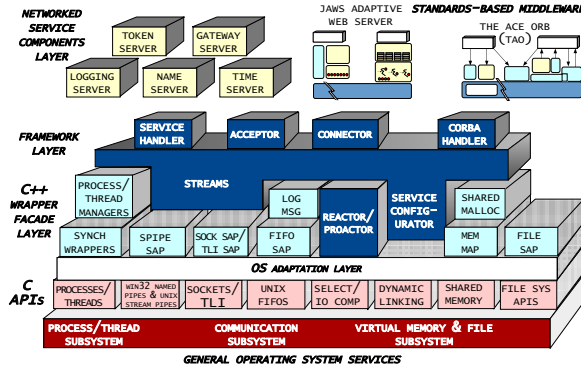 NETWORKED
SERVICE
COMPONENTS
LAYER
TOKEN
SERVER
GATEWAY
SERVER
LOGGING
SERVER
NAME
SERVER
TIME
SERVER
JAWS ADAPTIVE
WEB SERVER
STANDARDS-BASED MIDDLEWARE
THE ACE ORB
(TAO)
FRAMEWORK
LAYER
SERVICE
HANDLER
ACCEPTOR
CONNECTOR
CORBA
HANDLER
C++
WRAPPER
FACADE
LAYER
PROCESS/
THREAD
MANAGERS
STREAMS
LOG
MSG
REACTOR/
PROACTOR
SERVICE
CONFIG-
URATOR
SHARED
MALLOC
SYNCH
WRAPPERS
SPIPE
SAP
SOCK SAP/
TLI SAP
FIFO
SAP
MEM
MAP
FILE
SAP
OS ADAPTATION LAYER
C
APIs
PROCESSES/
THREADS
WIN32 NAMED
PIPES & UNIX
STREAM PIPES
SOCKETS/
TLI
UNIX
FIFOS
SELECT/
IO COMP
DYNAMIC
LINKING
SHARED
MEMORY
FILE SYS
APIS
PROCESS/THREAD
SUBSYSTEM
COMMUNICATION
SUBSYSTEM
VIRTUAL MEMORY & FILE
SUBSYSTEM
GENERAL OPERATING SYSTEM SERVICES